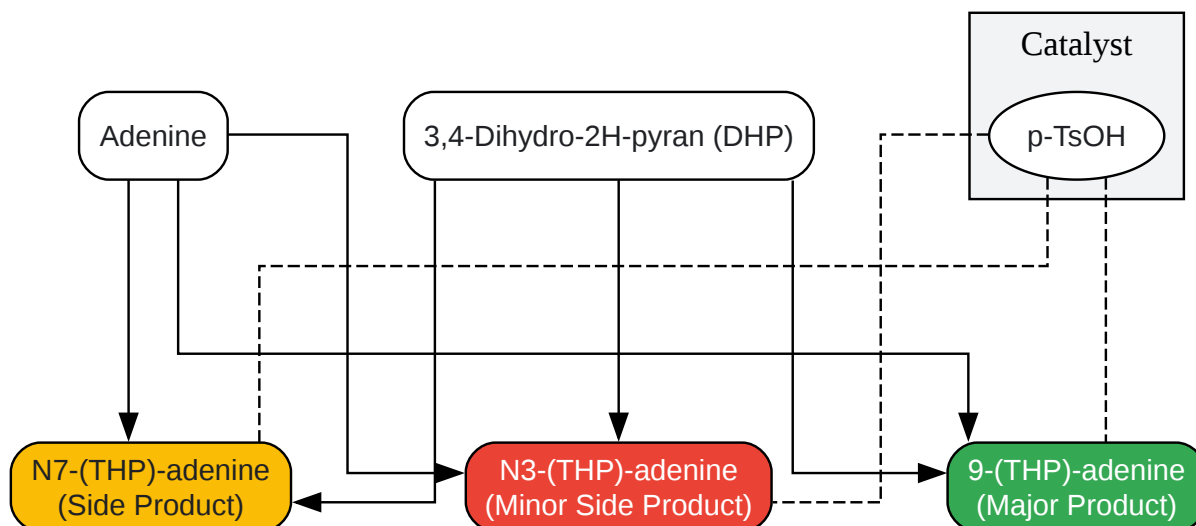 Catalyst
Adenine
3,4-Dihydro-2H-pyran (DHP)
p-TsOH
N7-(THP)-adenine
(Side Product)
N3-(THP)-adenine
(Minor Side Product)
9-(THP)-adenine
(Major Product)